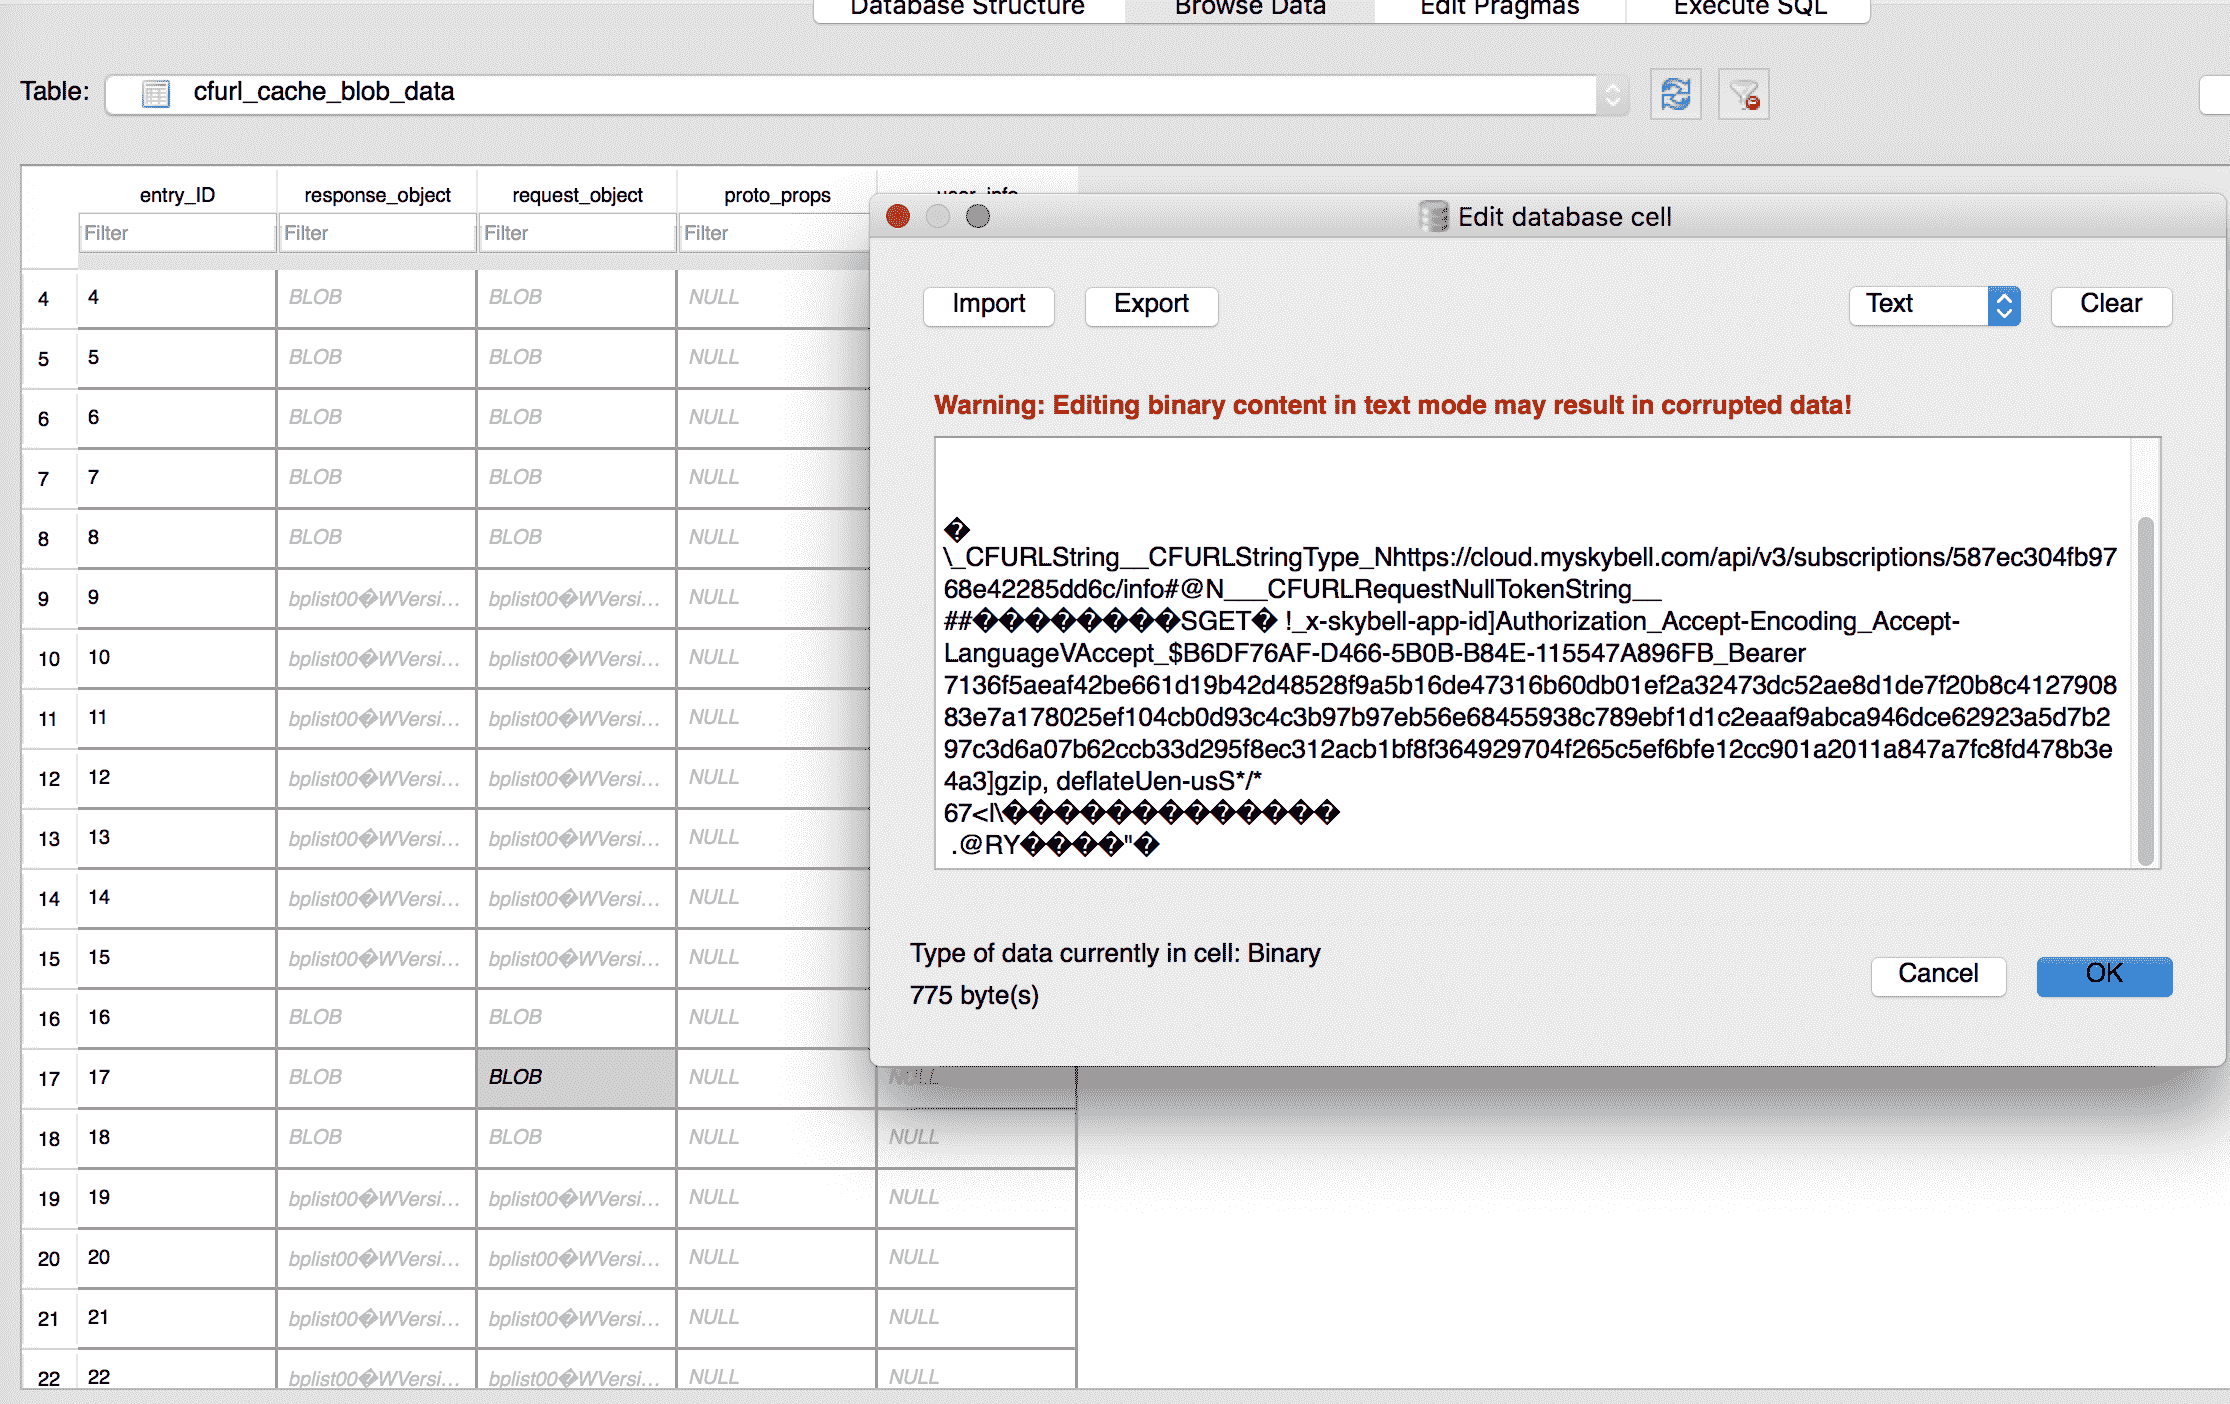 Database Structure Browse Data Edit Pragmas Execute SQL
Table: cfurl_cache_blob_data
entry_ID response_object request_object proto_props user_info
Filter Filter Filter Filter
4 4 BLOB BLOB NULL
5 5 BLOB BLOB NULL
6 6 BLOB BLOB NULL
7 7 BLOB BLOB NULL
8 8 BLOB BLOB NULL
9 9 bplist00�WVersi... bplist00�WVersi... NULL
10 10 bplist00�WVersi... bplist00�WVersi... NULL
11 11 bplist00�WVersi... bplist00�WVersi... NULL
12 12 bplist00�WVersi... bplist00�WVersi... NULL
13 13 bplist00�WVersi... bplist00�WVersi... NULL
14 14 bplist00�WVersi... bplist00�WVersi... NULL
15 15 bplist00�WVersi... bplist00�WVersi... NULL
16 16 BLOB BLOB NULL
17 17 BLOB BLOB NULL NULL
18 18 BLOB BLOB NULL NULL
19 19 bplist00�WVersi... bplist00�WVersi... NULL NULL
20 20 bplist00�WVersi... bplist00�WVersi... NULL NULL
21 21 bplist00�WVersi... bplist00�WVersi... NULL NULL
22 22 bplist00�WVersi... bplist00�WVersi... NULL NULL
Edit database cell
Import Export Text Clear
Warning: Editing binary content in text mode may result in corrupted data!
�
\_CFURLString__CFURLStringType_Nhttps://cloud.myskybell.com/api/v3/subscriptions/587ec304fb97
68e42285dd6c/info#@N___CFURLRequestNullTokenString__
##��������SGET� !_x-skybell-app-id]Authorization_Accept-Encoding_Accept-
LanguageVAccept_$B6DF76AF-D466-5B0B-B84E-115547A896FB_Bearer
7136f5aeaf42be661d19b42d48528f9a5b16de47316b60db01ef2a32473dc52ae8d1de7f20b8c4127908
83e7a178025ef104cb0d93c4c3b97b97eb56e68455938c789ebf1d1c2eaaf9abca946dce62923a5d7b2
97c3d6a07b62ccb33d295f8ec312acb1bf8f364929704f265c5ef6bfe12cc901a2011a847a7fc8fd478b3e
4a3]gzip, deflateUen-usS*/*
67<I\�������������
.@RY����"�
Type of data currently in cell: Binary
775 byte(s)
Cancel OK